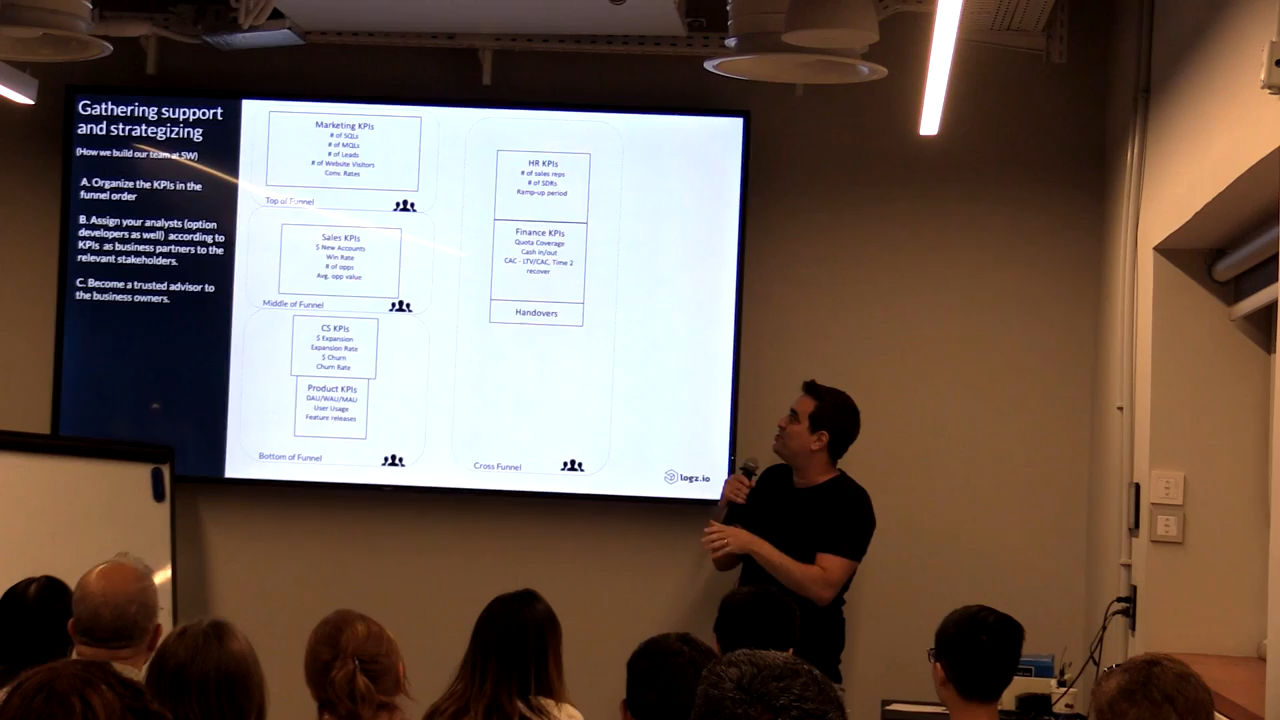 Gathering support
and strategizing
(How we build our team at SW)
A. Organize the KPIs in the
funnel order
B. Assign your analysts (option
developers as well) according to
KPIs as business partners to the
relevant stakeholders.
C. Become a trusted advisor to
the business owners.
Marketing KPIs
# of SQLs
# of MQLs
# of Leads
# of Website Visitors
Conv. Rates
Top of Funnel
Sales KPIs
$ New Accounts
Win Rate
# of opps
Avg. opp value
Middle of Funnel
CS KPIs
$ Expansion
Expansion Rate
$ Churn
Churn Rate
Product KPIs
DAU/WAU/MAU
User Usage
Feature releases
Bottom of Funnel
HR KPIs
# of sales reps
# of SDRs
Ramp-up period
Finance KPIs
Quota Coverage
Cash in/out
CAC - LTV/CAC, Time 2
recover
Handovers
Cross Funnel
logz.io